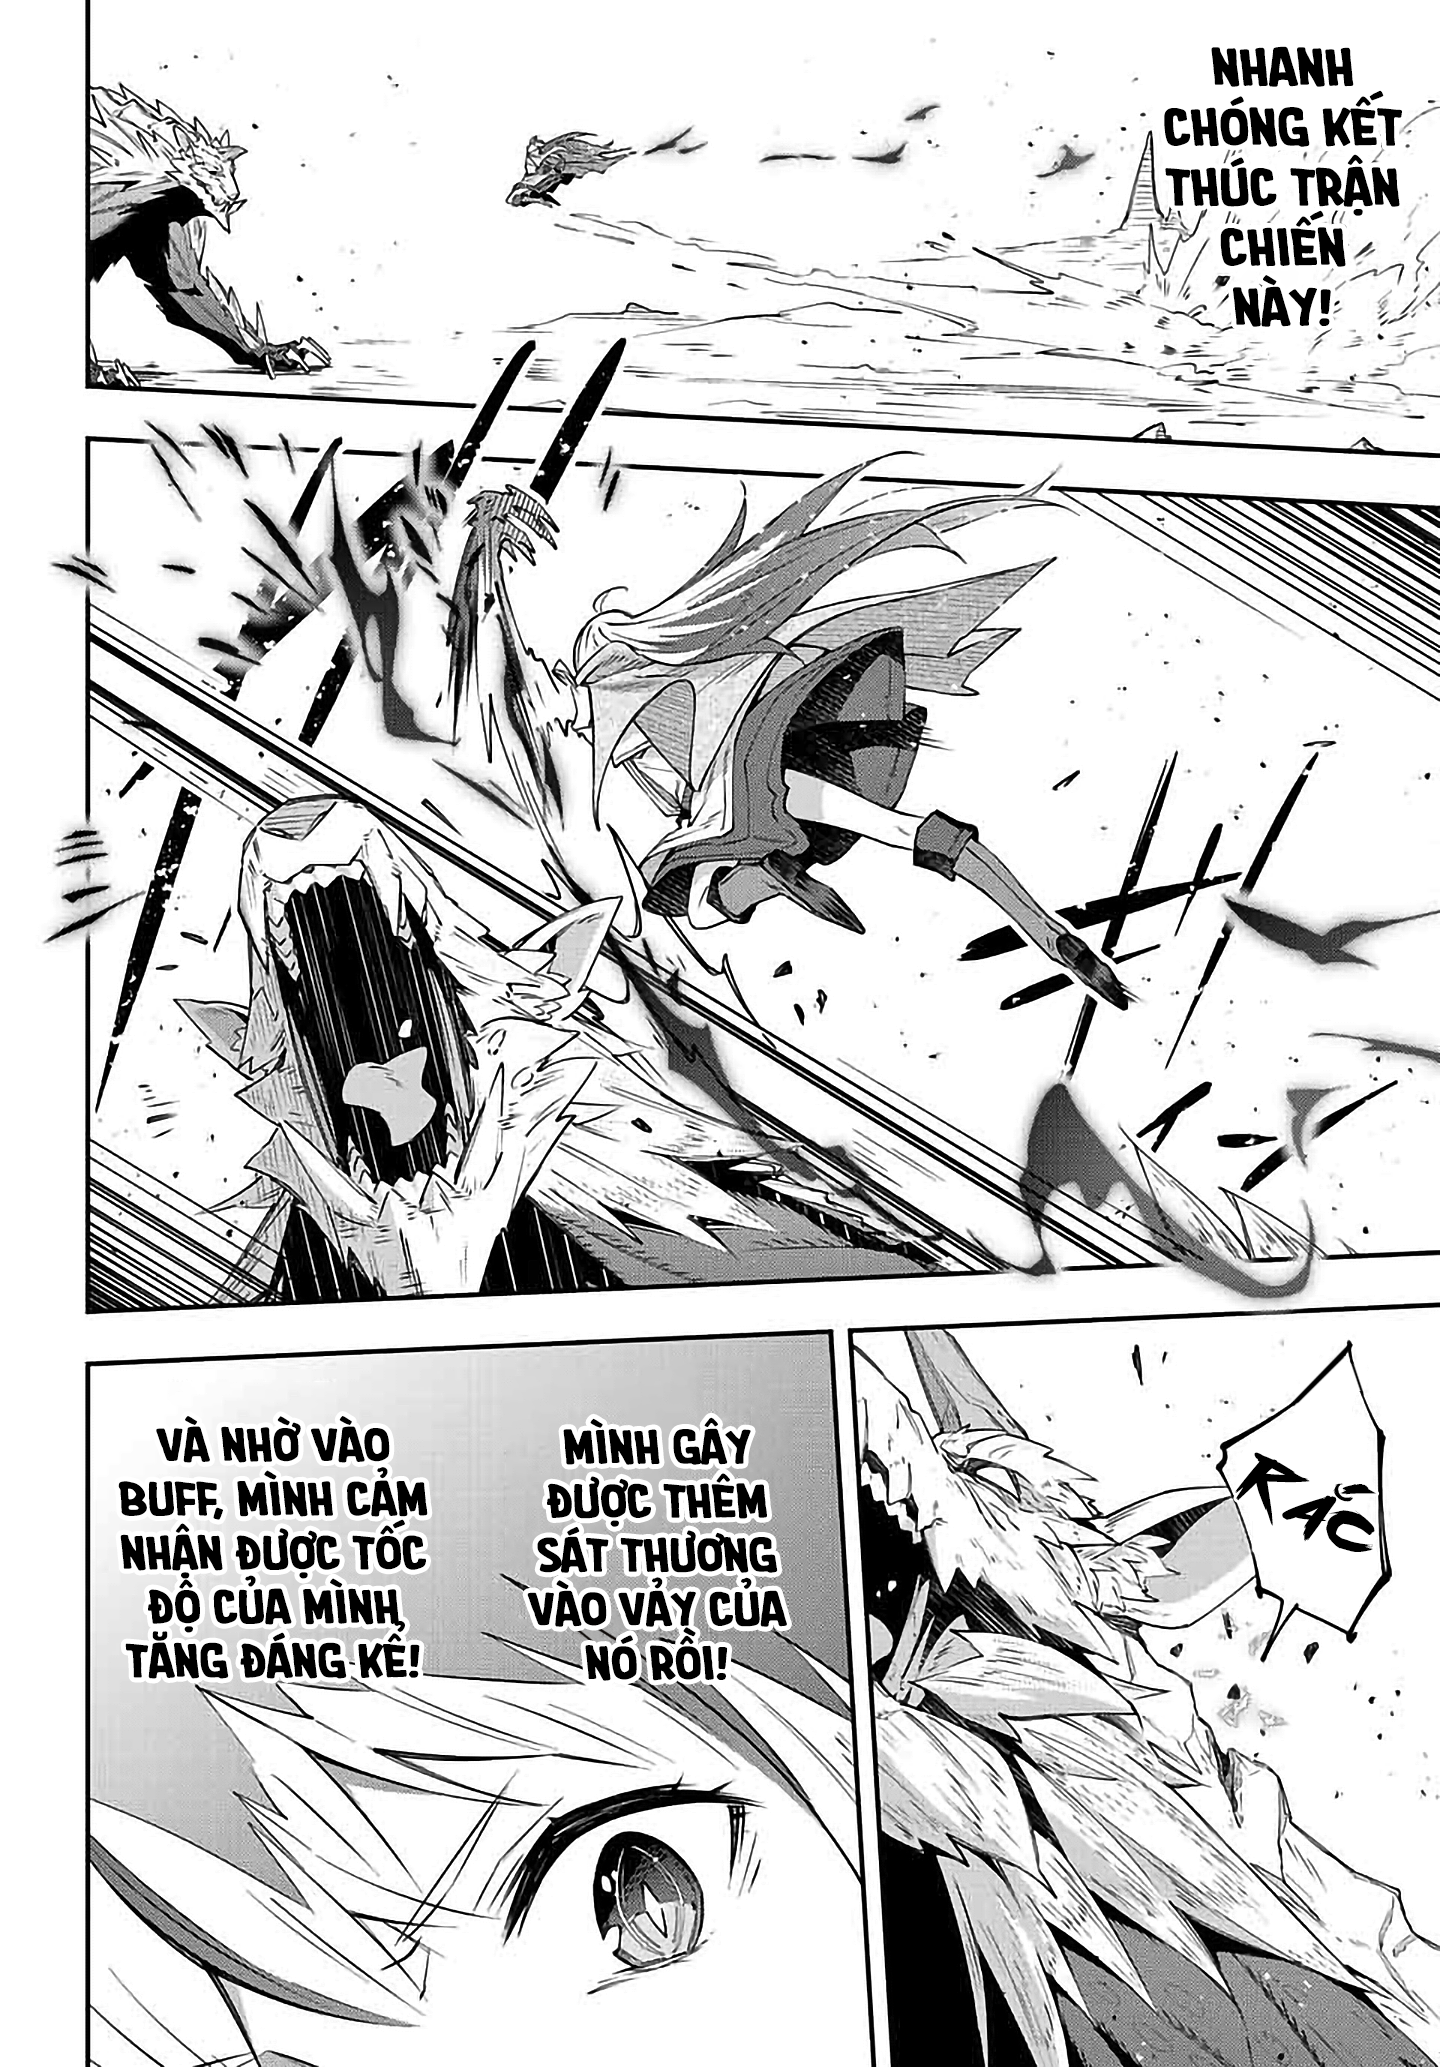 NHANH
CHÓNG KẾT
THÚC TRẬN
CHIẾN
NÀY!
RẮC
MÌNH GÂY
ĐƯỢC THÊM
SÁT THƯƠNG
VÀO VẢY CỦA
NÓ RỒI!
VÀ NHỜ VÀO
BUFF, MÌNH CẢM
NHẬN ĐƯỢC TỐC
ĐỘ CỦA MÌNH
TĂNG ĐÁNG KỂ!